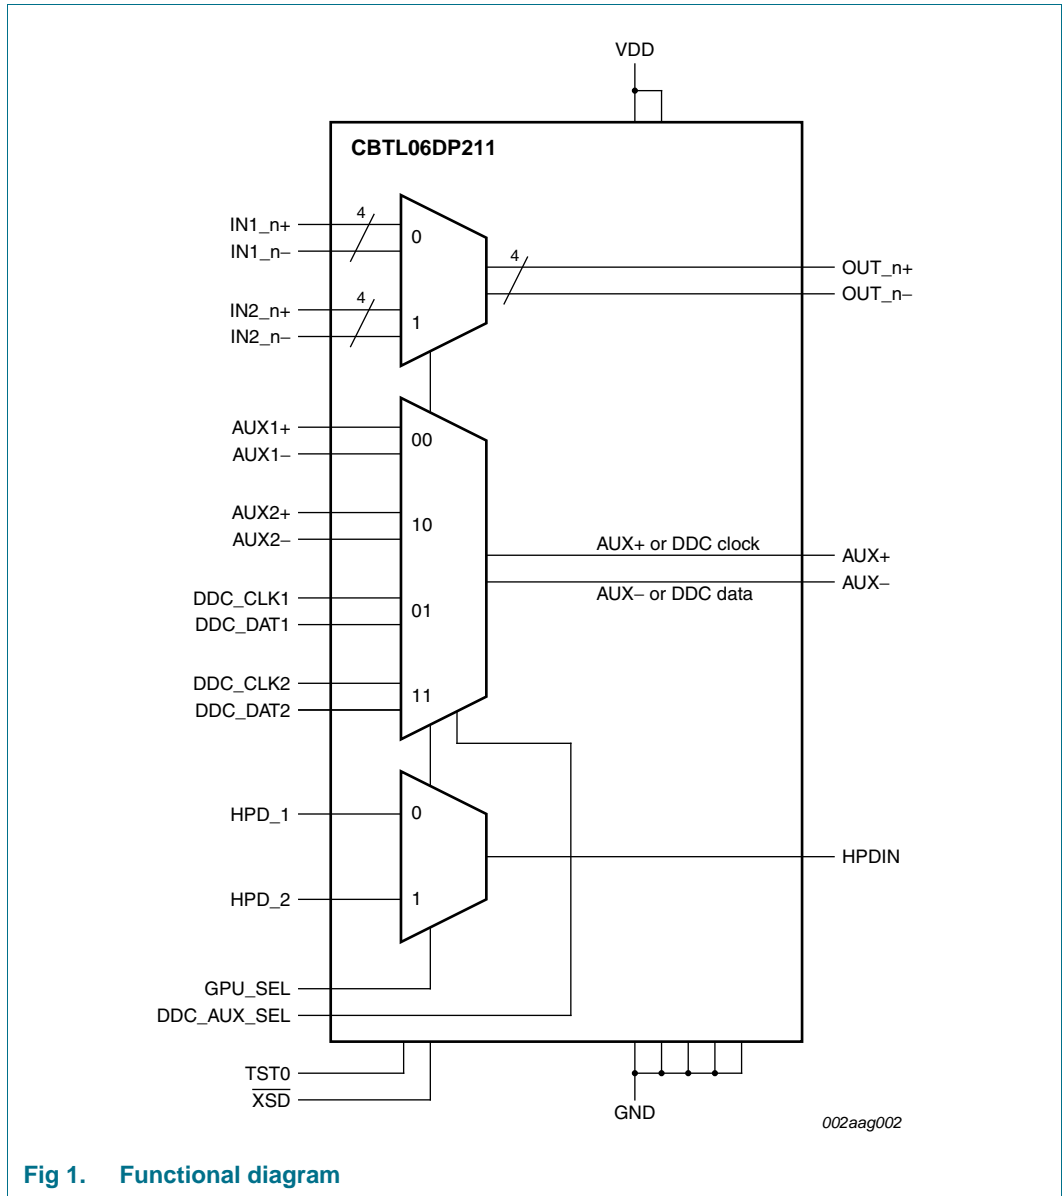 VDD
CBTL06DP211
IN1_n+
IN1_n−
4
0
IN2_n+
IN2_n−
4
1
4
OUT_n+
OUT_n−
AUX1+
AUX1−
00
AUX2+
AUX2−
10
DDC_CLK1
DDC_DAT1
01
DDC_CLK2
DDC_DAT2
11
AUX+ or DDC clock
AUX− or DDC data
AUX+
AUX−
HPD_1
0
HPD_2
1
HPDIN
GPU_SEL
DDC_AUX_SEL
TST0
XSD
GND
002aag002
Fig 1. Functional diagram